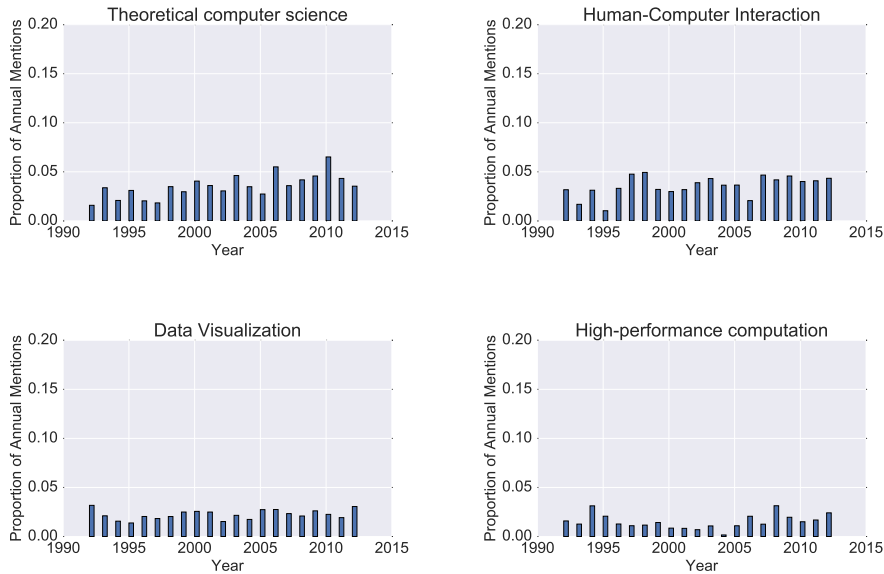 Theoretical computer science
Proportion of Annual Mentions
0.20
0.15
0.10
0.05
0.00
1990 1995 2000 2005 2010 2015
Year
Human-Computer Interaction
Proportion of Annual Mentions
0.20
0.15
0.10
0.05
0.00
1990 1995 2000 2005 2010 2015
Year
Data Visualization
Proportion of Annual Mentions
0.20
0.15
0.10
0.05
0.00
1990 1995 2000 2005 2010 2015
Year
High-performance computation
Proportion of Annual Mentions
0.20
0.15
0.10
0.05
0.00
1990 1995 2000 2005 2010 2015
Year